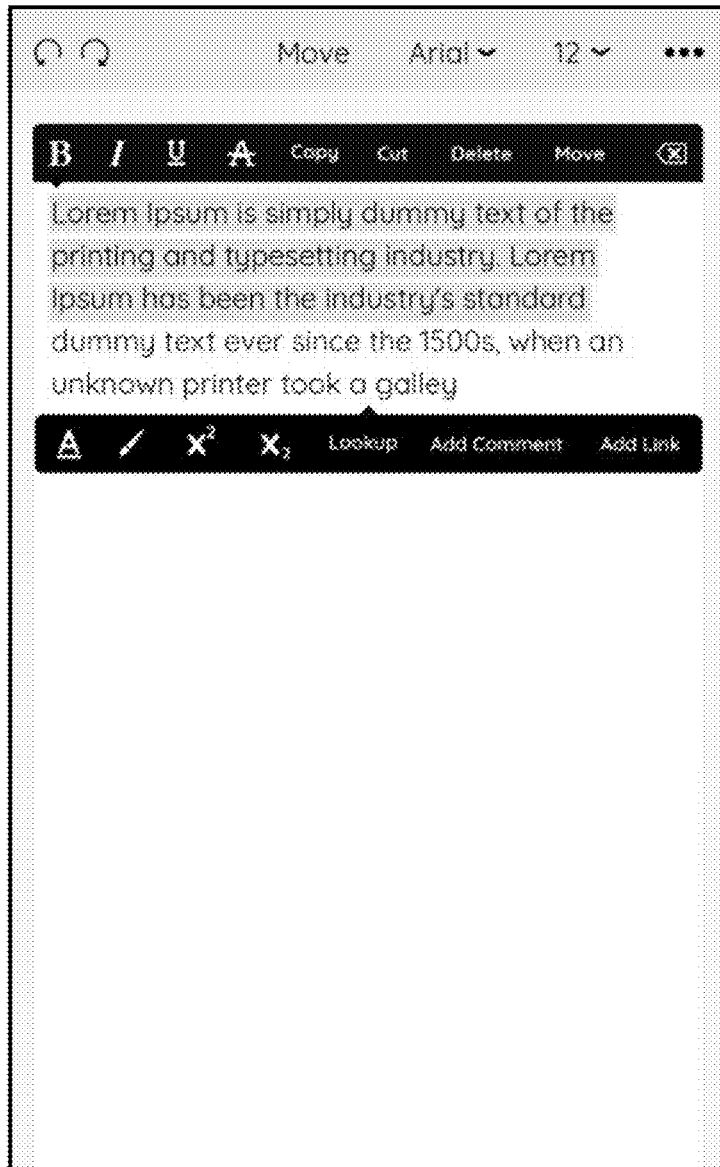 Move Arial 12
B I U A Copy Cut Delete Move
Lorem Ipsum is simply dummy text of the
printing and typesetting industry. Lorem
Ipsum has been the industry's standard
dummy text ever since the 1500s, when an
unknown printer took a galley
A X² X₂ Lookup Add Comment Add Link